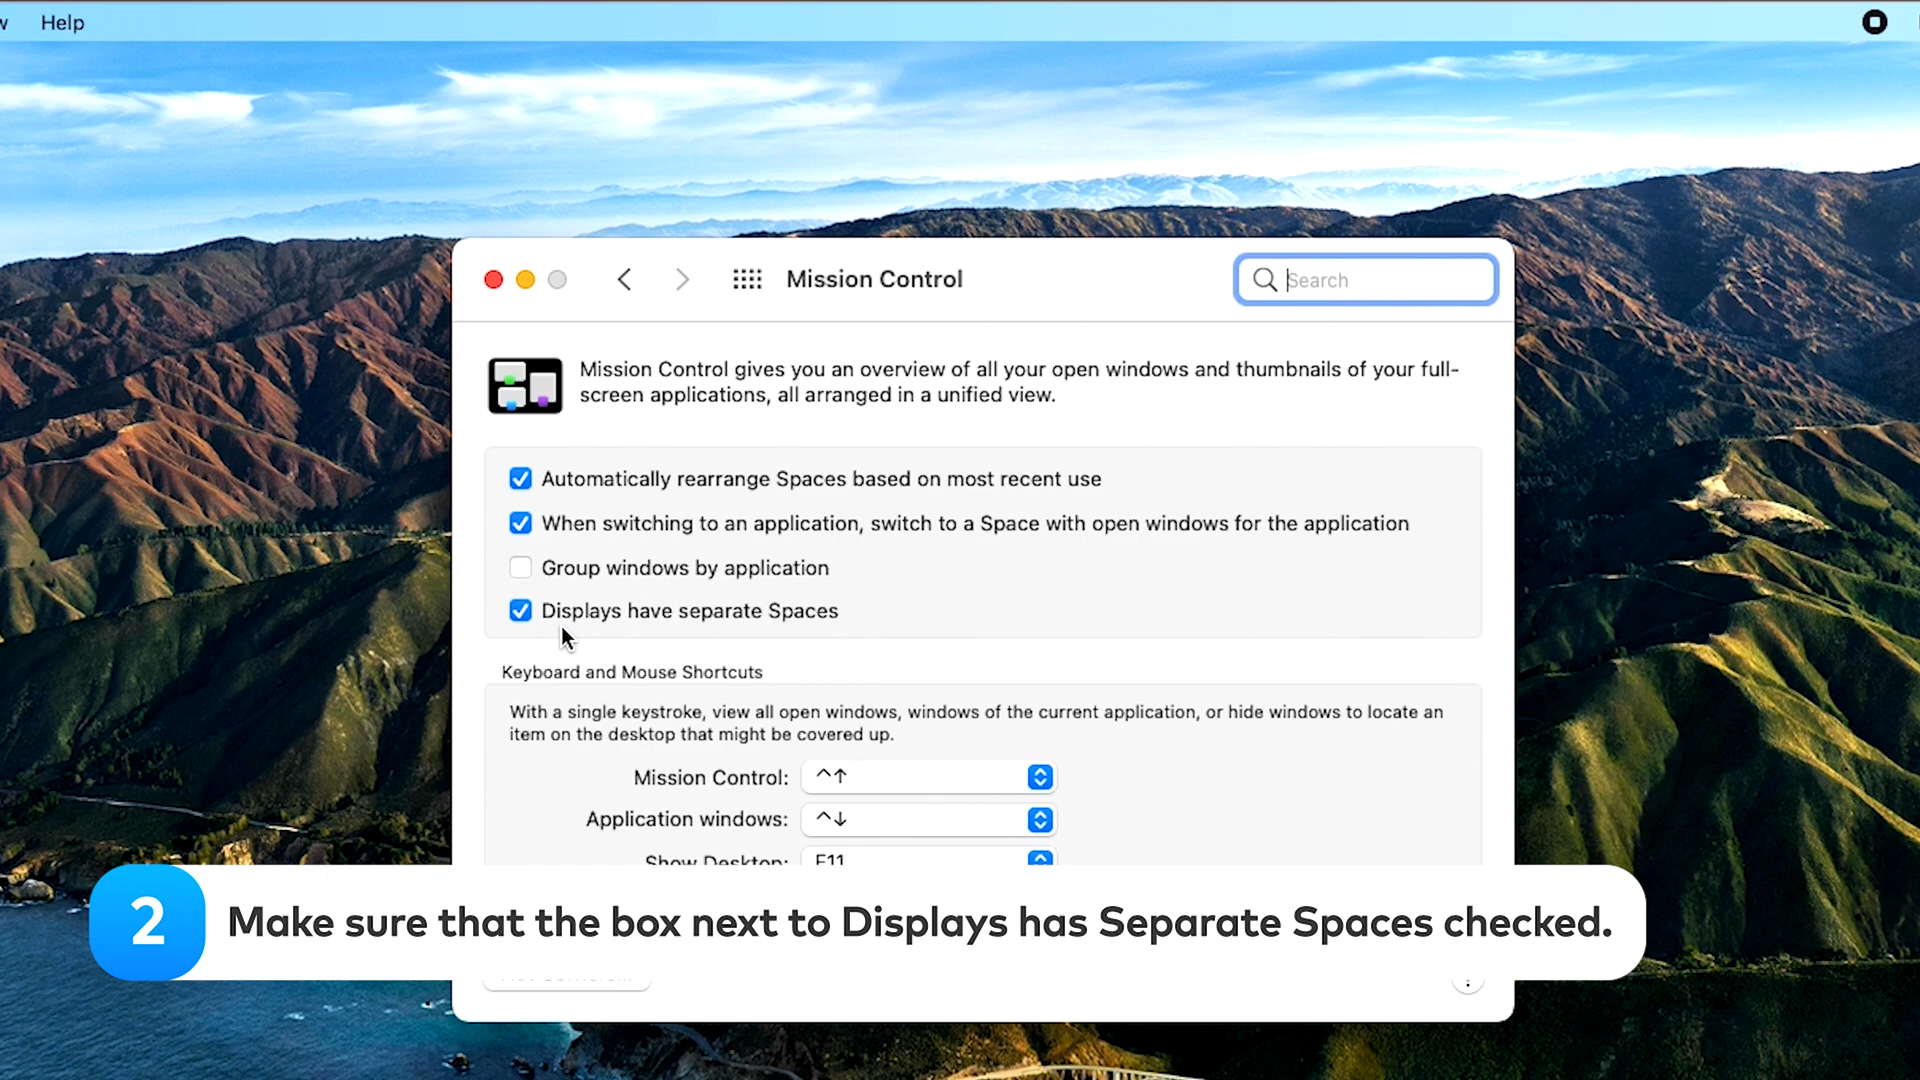 Help
Mission Control
Search
Mission Control gives you an overview of all your open windows and thumbnails of your full-
screen applications, all arranged in a unified view.
Automatically rearrange Spaces based on most recent use
When switching to an application, switch to a Space with open windows for the application
Group windows by application
Displays have separate Spaces
Keyboard and Mouse Shortcuts
With a single keystroke, view all open windows, windows of the current application, or hide windows to locate an
item on the desktop that might be covered up.
Mission Control: ^↑
Application windows: ^↓
Show Desktop: F11
2 Make sure that the box next to Displays has Separate Spaces checked.